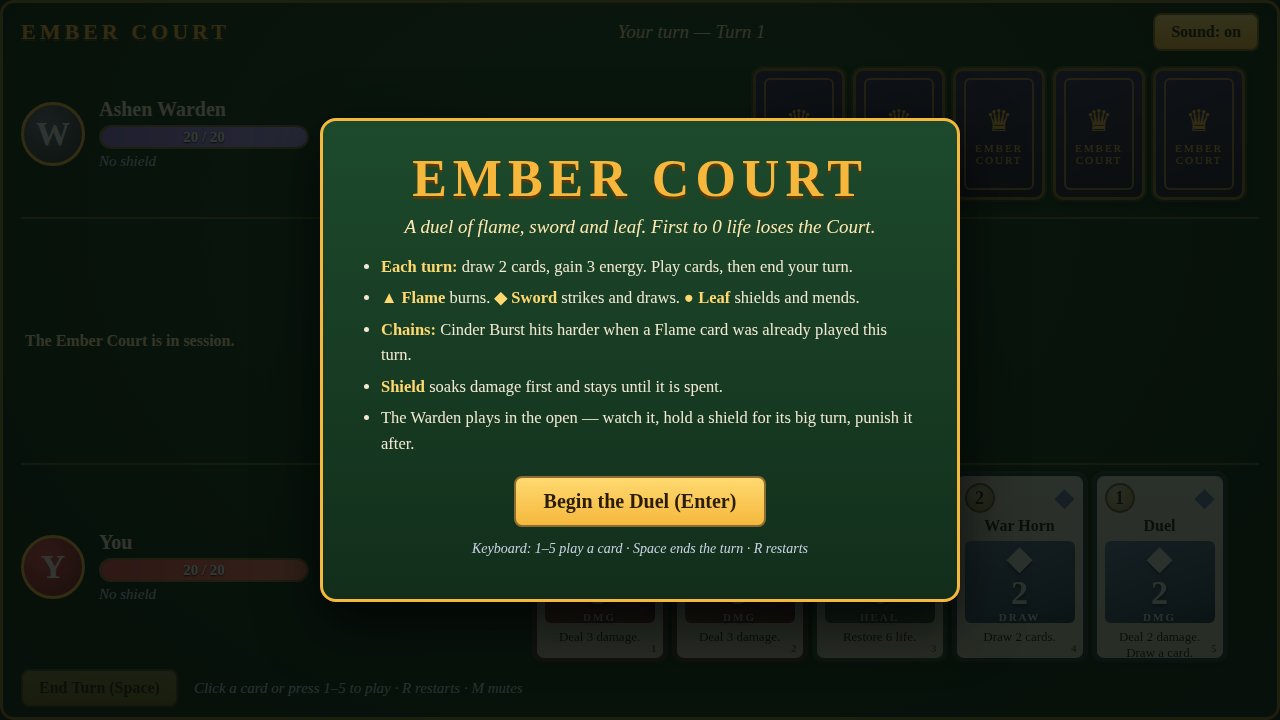 EMBER COURT
Your turn — Turn 1
Sound: on
W
Ashen Warden
20 / 20
No shield
EMBER
COURT
EMBER
COURT
EMBER
COURT
EMBER COURT
A duel of flame, sword and leaf. First to 0 life loses the Court.
• Each turn: draw 2 cards, gain 3 energy. Play cards, then end your turn.
• ▲ Flame burns. ◆ Sword strikes and draws. ● Leaf shields and mends.
• Chains: Cinder Burst hits harder when a Flame card was already played this
turn.
• Shield soaks damage first and stays until it is spent.
• The Warden plays in the open — watch it, hold a shield for its big turn, punish it
after.
Begin the Duel (Enter)
Keyboard: 1–5 play a card · Space ends the turn · R restarts
The Ember Court is in session.
Y
You
20 / 20
No shield
DMG
Deal 3 damage.
1
DMG
Deal 3 damage.
2
HEAL
Restore 6 life.
3
2
War Horn
2
DRAW
Draw 2 cards.
4
1
Duel
2
DMG
Deal 2 damage.
Draw a card.
5
End Turn (Space)
Click a card or press 1–5 to play · R restarts · M mutes